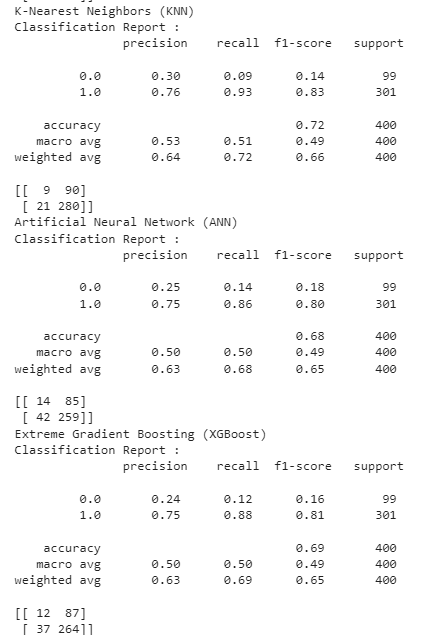 K-Nearest Neighbors (KNN)
Classification Report :
precision recall f1-score support
0.0 0.30 0.09 0.14 99
1.0 0.76 0.93 0.83 301
accuracy 0.72 400
macro avg 0.53 0.51 0.49 400
weighted avg 0.64 0.72 0.66 400
[[ 9 90]
[ 21 280]]
Artificial Neural Network (ANN)
Classification Report :
precision recall f1-score support
0.0 0.25 0.14 0.18 99
1.0 0.75 0.86 0.80 301
accuracy 0.68 400
macro avg 0.50 0.50 0.49 400
weighted avg 0.63 0.68 0.65 400
[[ 14 85]
[ 42 259]]
Extreme Gradient Boosting (XGBoost)
Classification Report :
precision recall f1-score support
0.0 0.24 0.12 0.16 99
1.0 0.75 0.88 0.81 301
accuracy 0.69 400
macro avg 0.50 0.50 0.49 400
weighted avg 0.63 0.69 0.65 400
[[ 12 87]
[ 37 264]]